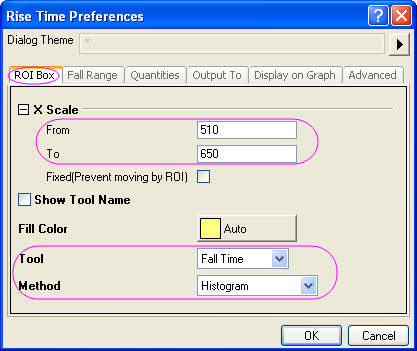 Rise Time Preferences
Dialog Theme *
ROI Box Fall Range Quantities Output To Display on Graph Advanced
X Scale
From 510
To 650
Fixed(Prevent moving by ROI)
Show Tool Name
Fill Color Auto
Tool Fall Time
Method Histogram
OK Cancel